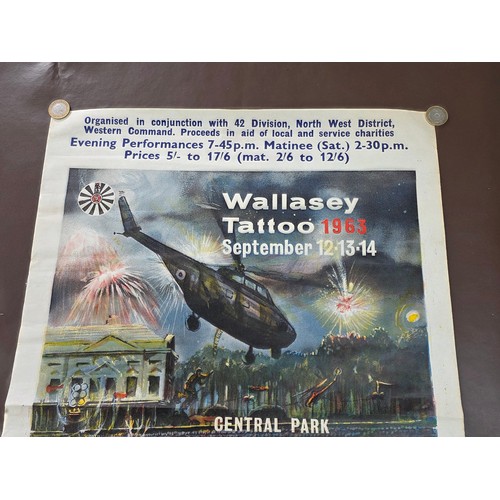 Organised in conjunction with 42 Division, North West District,
Western Command. Proceeds in aid of local and service charities
Evening Performances 7-45p.m. Matinee (Sat.) 2-30p.m.
Prices 5/- to 17/6 (mat. 2/6 to 12/6)
Wallasey
Tattoo 1963
September 12·13·14
CENTRAL PARK